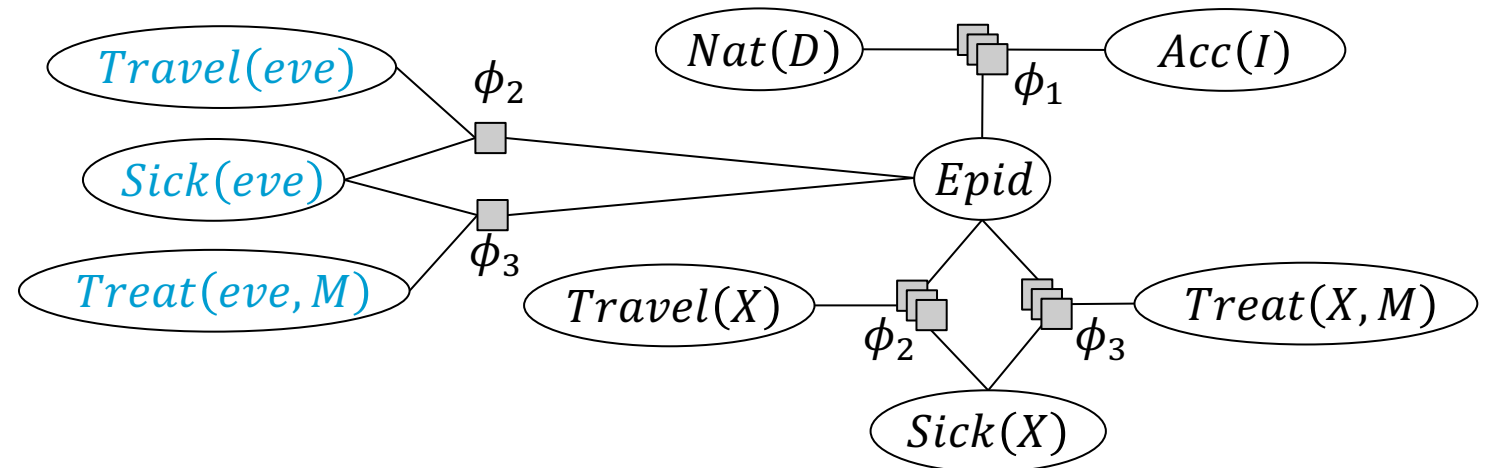 Travel(eve)
ϕ₂
Sick(eve)
ϕ₃
Treat(eve, M)
Nat(D)
ϕ₁
Acc(I)
Epid
Travel(X)
ϕ₂
ϕ₃
Treat(X, M)
Sick(X)